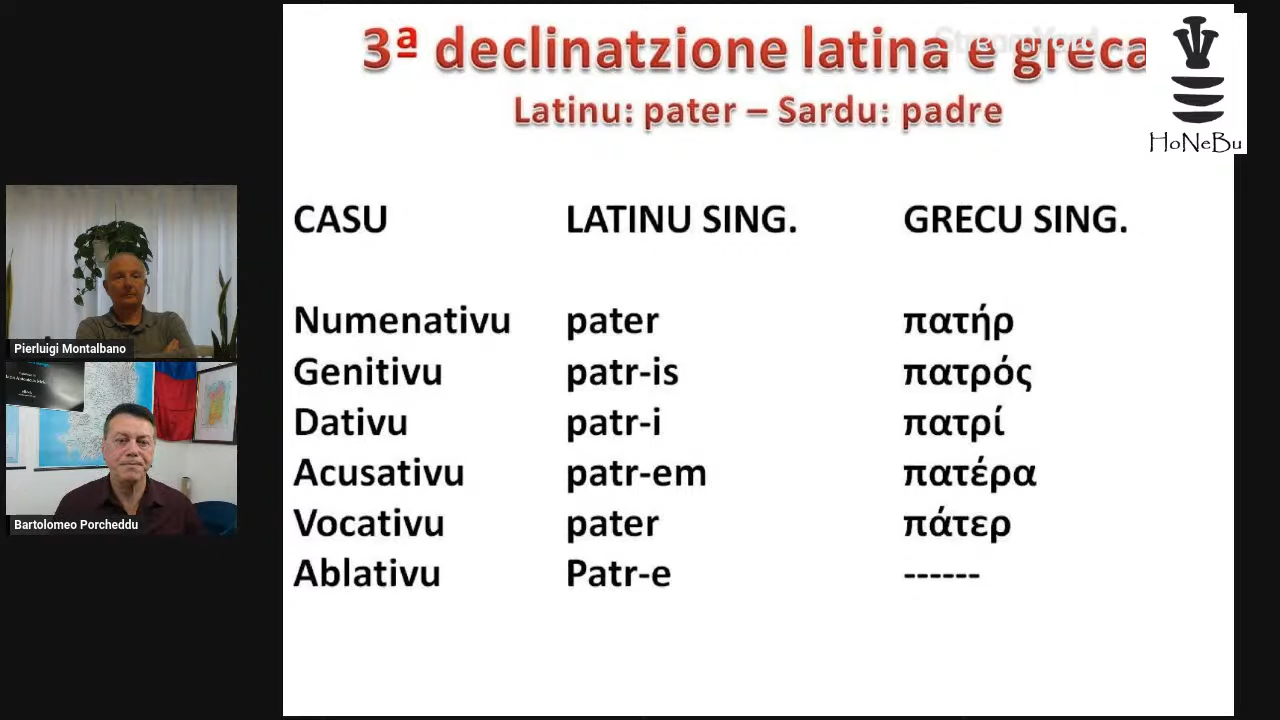 3ª declinatzione latina e greca
Latinu: pater – Sardu: padre
HoNeBu
CASU LATINU SING. GRECU SING.
Numenativu pater πατήρ
Genitivu patr-is πατρός
Dativu patr-i πατρί
Acusativu patr-em πατέρα
Vocativu pater πάτερ
Ablativu Patr-e ------
Pierluigi Montalbano
Bartolomeo Porcheddu
StreamYard